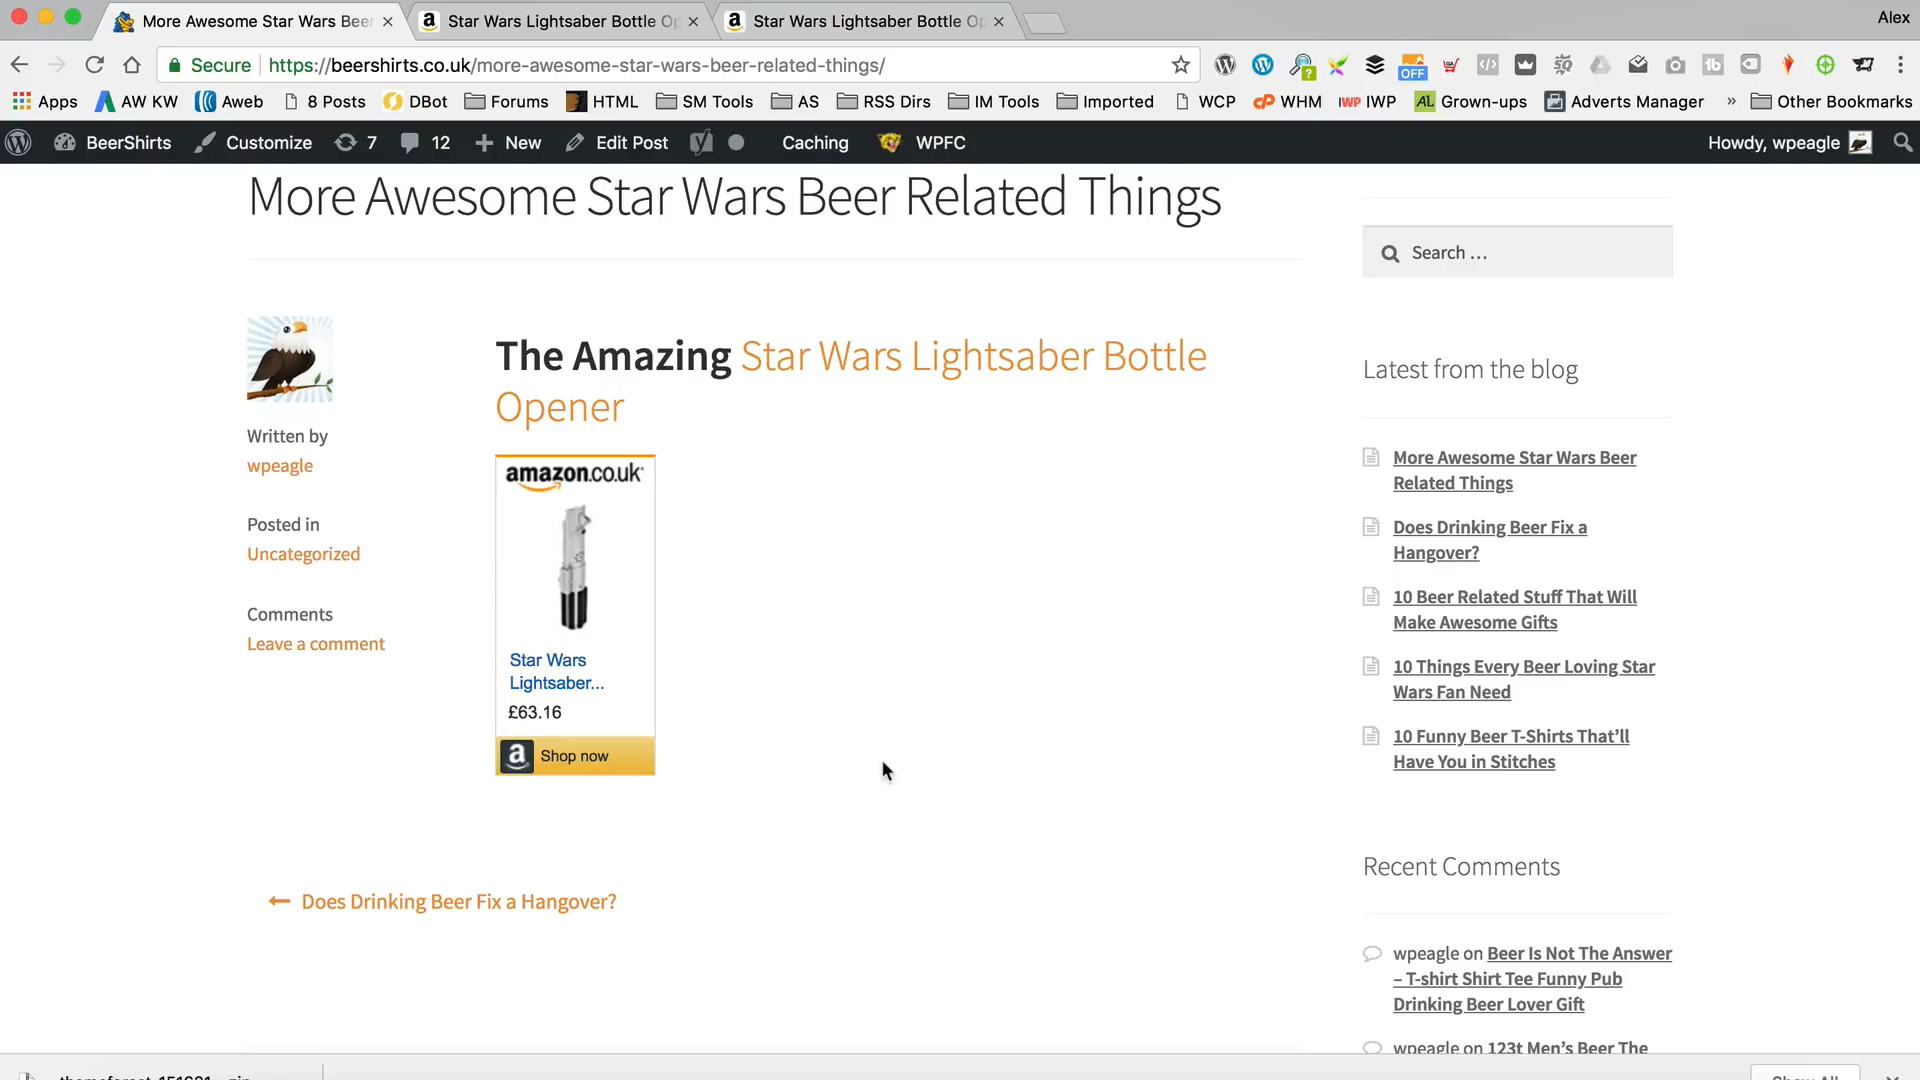 More Awesome Star Wars Beer
Star Wars Lightsaber Bottle Op
Star Wars Lightsaber Bottle Op
Alex
Secure
https://beershirts.co.uk/more-awesome-star-wars-beer-related-things/
OFF
Apps
AW KW
Aweb
8 Posts
DBot
Forums
HTML
SM Tools
AS
RSS Dirs
IM Tools
Imported
WCP
WHM
IWP
Grown-ups
Adverts Manager
»
Other Bookmarks
BeerShirts
Customize
7
12
New
Edit Post
Caching
WPFC
Howdy, wpeagle
More Awesome Star Wars Beer Related Things
Written by
wpeagle
Posted in
Uncategorized
Comments
Leave a comment
The Amazing Star Wars Lightsaber Bottle
Opener
amazon.co.uk
Star Wars
Lightsaber...
£63.16
Shop now
Does Drinking Beer Fix a Hangover?
Search …
Latest from the blog
More Awesome Star Wars Beer
Related Things
Does Drinking Beer Fix a
Hangover?
10 Beer Related Stuff That Will
Make Awesome Gifts
10 Things Every Beer Loving Star
Wars Fan Need
10 Funny Beer T-Shirts That’ll
Have You in Stitches
Recent Comments
wpeagle on Beer Is Not The Answer
– T-shirt Shirt Tee Funny Pub
Drinking Beer Lover Gift
wpeagle on 123t Men’s Beer The
Show All